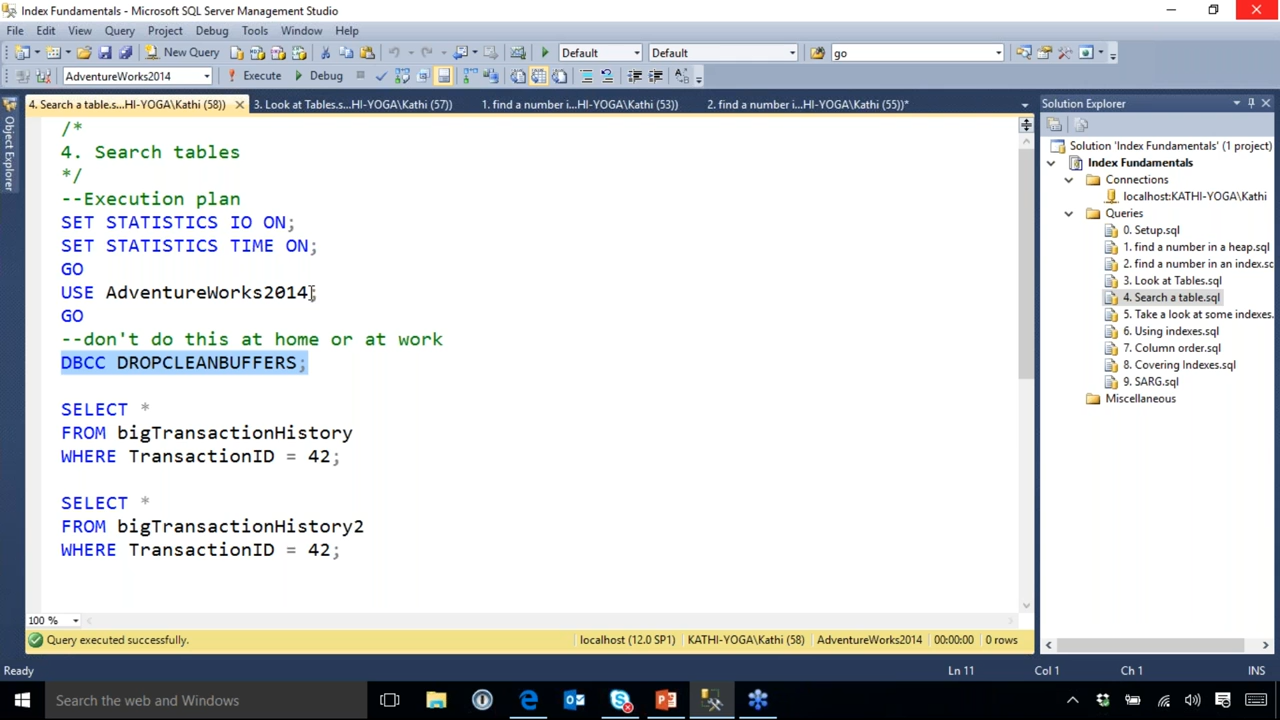 Index Fundamentals - Microsoft SQL Server Management Studio
File Edit View Query Project Debug Tools Window Help
New Query Default Default go
AdventureWorks2014 Execute Debug
4. Search a table.s...HI-YOGA\Kathi (58)) 3. Look at Tables.s...HI-YOGA\Kathi (57)) 1. find a number i...HI-YOGA\Kathi (53)) 2. find a number i...HI-YOGA\Kathi (55))*
Object Explorer
/*
4. Search tables
*/
--Execution plan
SET STATISTICS IO ON;
SET STATISTICS TIME ON;
GO
USE AdventureWorks2014;
GO
--don't do this at home or at work
DBCC DROPCLEANBUFFERS;
SELECT *
FROM bigTransactionHistory
WHERE TransactionID = 42;
SELECT *
FROM bigTransactionHistory2
WHERE TransactionID = 42;
100 %
Query executed successfully. localhost (12.0 SP1) KATHI-YOGA\Kathi (58) AdventureWorks2014 00:00:00 0 rows
Solution Explorer
Solution 'Index Fundamentals' (1 project)
Index Fundamentals
Connections
localhost:KATHI-YOGA\Kathi
Queries
0. Setup.sql
1. find a number in a heap.sql
2. find a number in an index.sc
3. Look at Tables.sql
4. Search a table.sql
5. Take a look at some indexes.
6. Using indexes.sql
7. Column order.sql
8. Covering Indexes.sql
9. SARG.sql
Miscellaneous
Ready Ln 11 Col 1 Ch 1 INS
Search the web and Windows